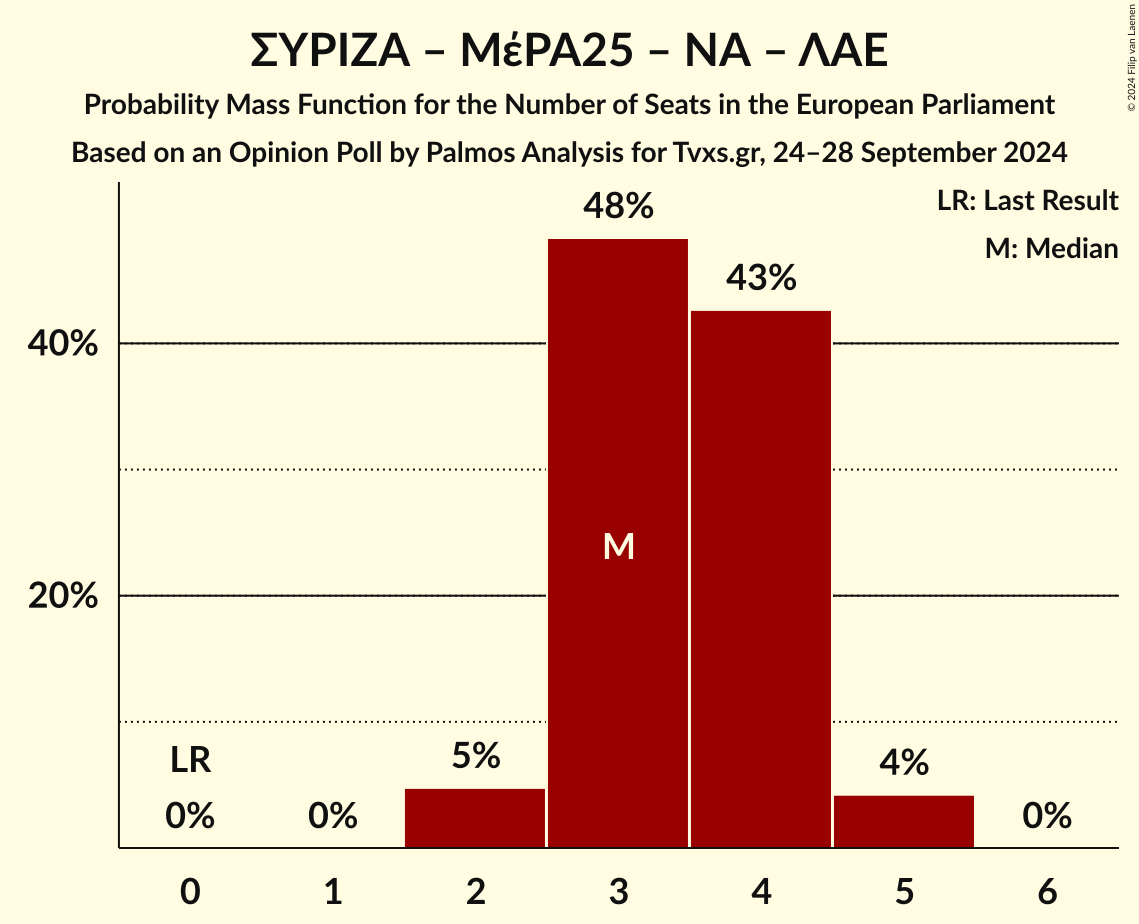 ΣΥΡΙΖΑ – ΜέΡΑ25 – ΝΑ – ΛΑΕ
Probability Mass Function for the Number of Seats in the European Parliament
Based on an Opinion Poll by Palmos Analysis for Tvxs.gr, 24–28 September 2024
© 2024 Filip van Laenen
LR: Last Result
M: Median
48%
43%
40%
M
20%
LR
5%
4%
0%
0%
0%
0
1
2
3
4
5
6